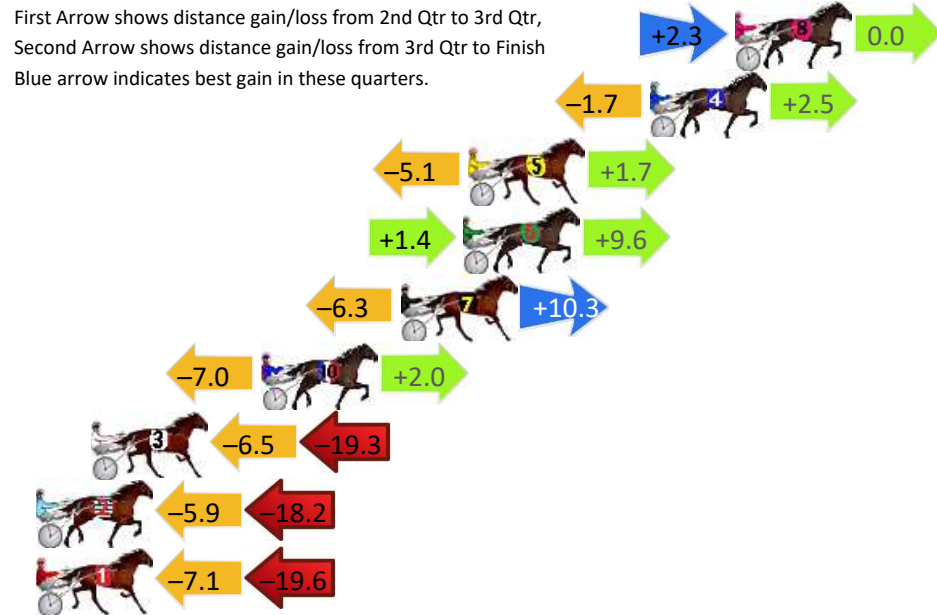 First Arrow shows distance gain/loss from 2nd Qtr to 3rd Qtr,
Second Arrow shows distance gain/loss from 3rd Qtr to Finish
Blue arrow indicates best gain in these quarters.
+2.3 8 0.0
–1.7 4 +2.5
–5.1 5 +1.7
+1.4 6 +9.6
–6.3 7 +10.3
–7.0 10 +2.0
3 –6.5 –19.3
2 –5.9 –18.2
1 –7.1 –19.6